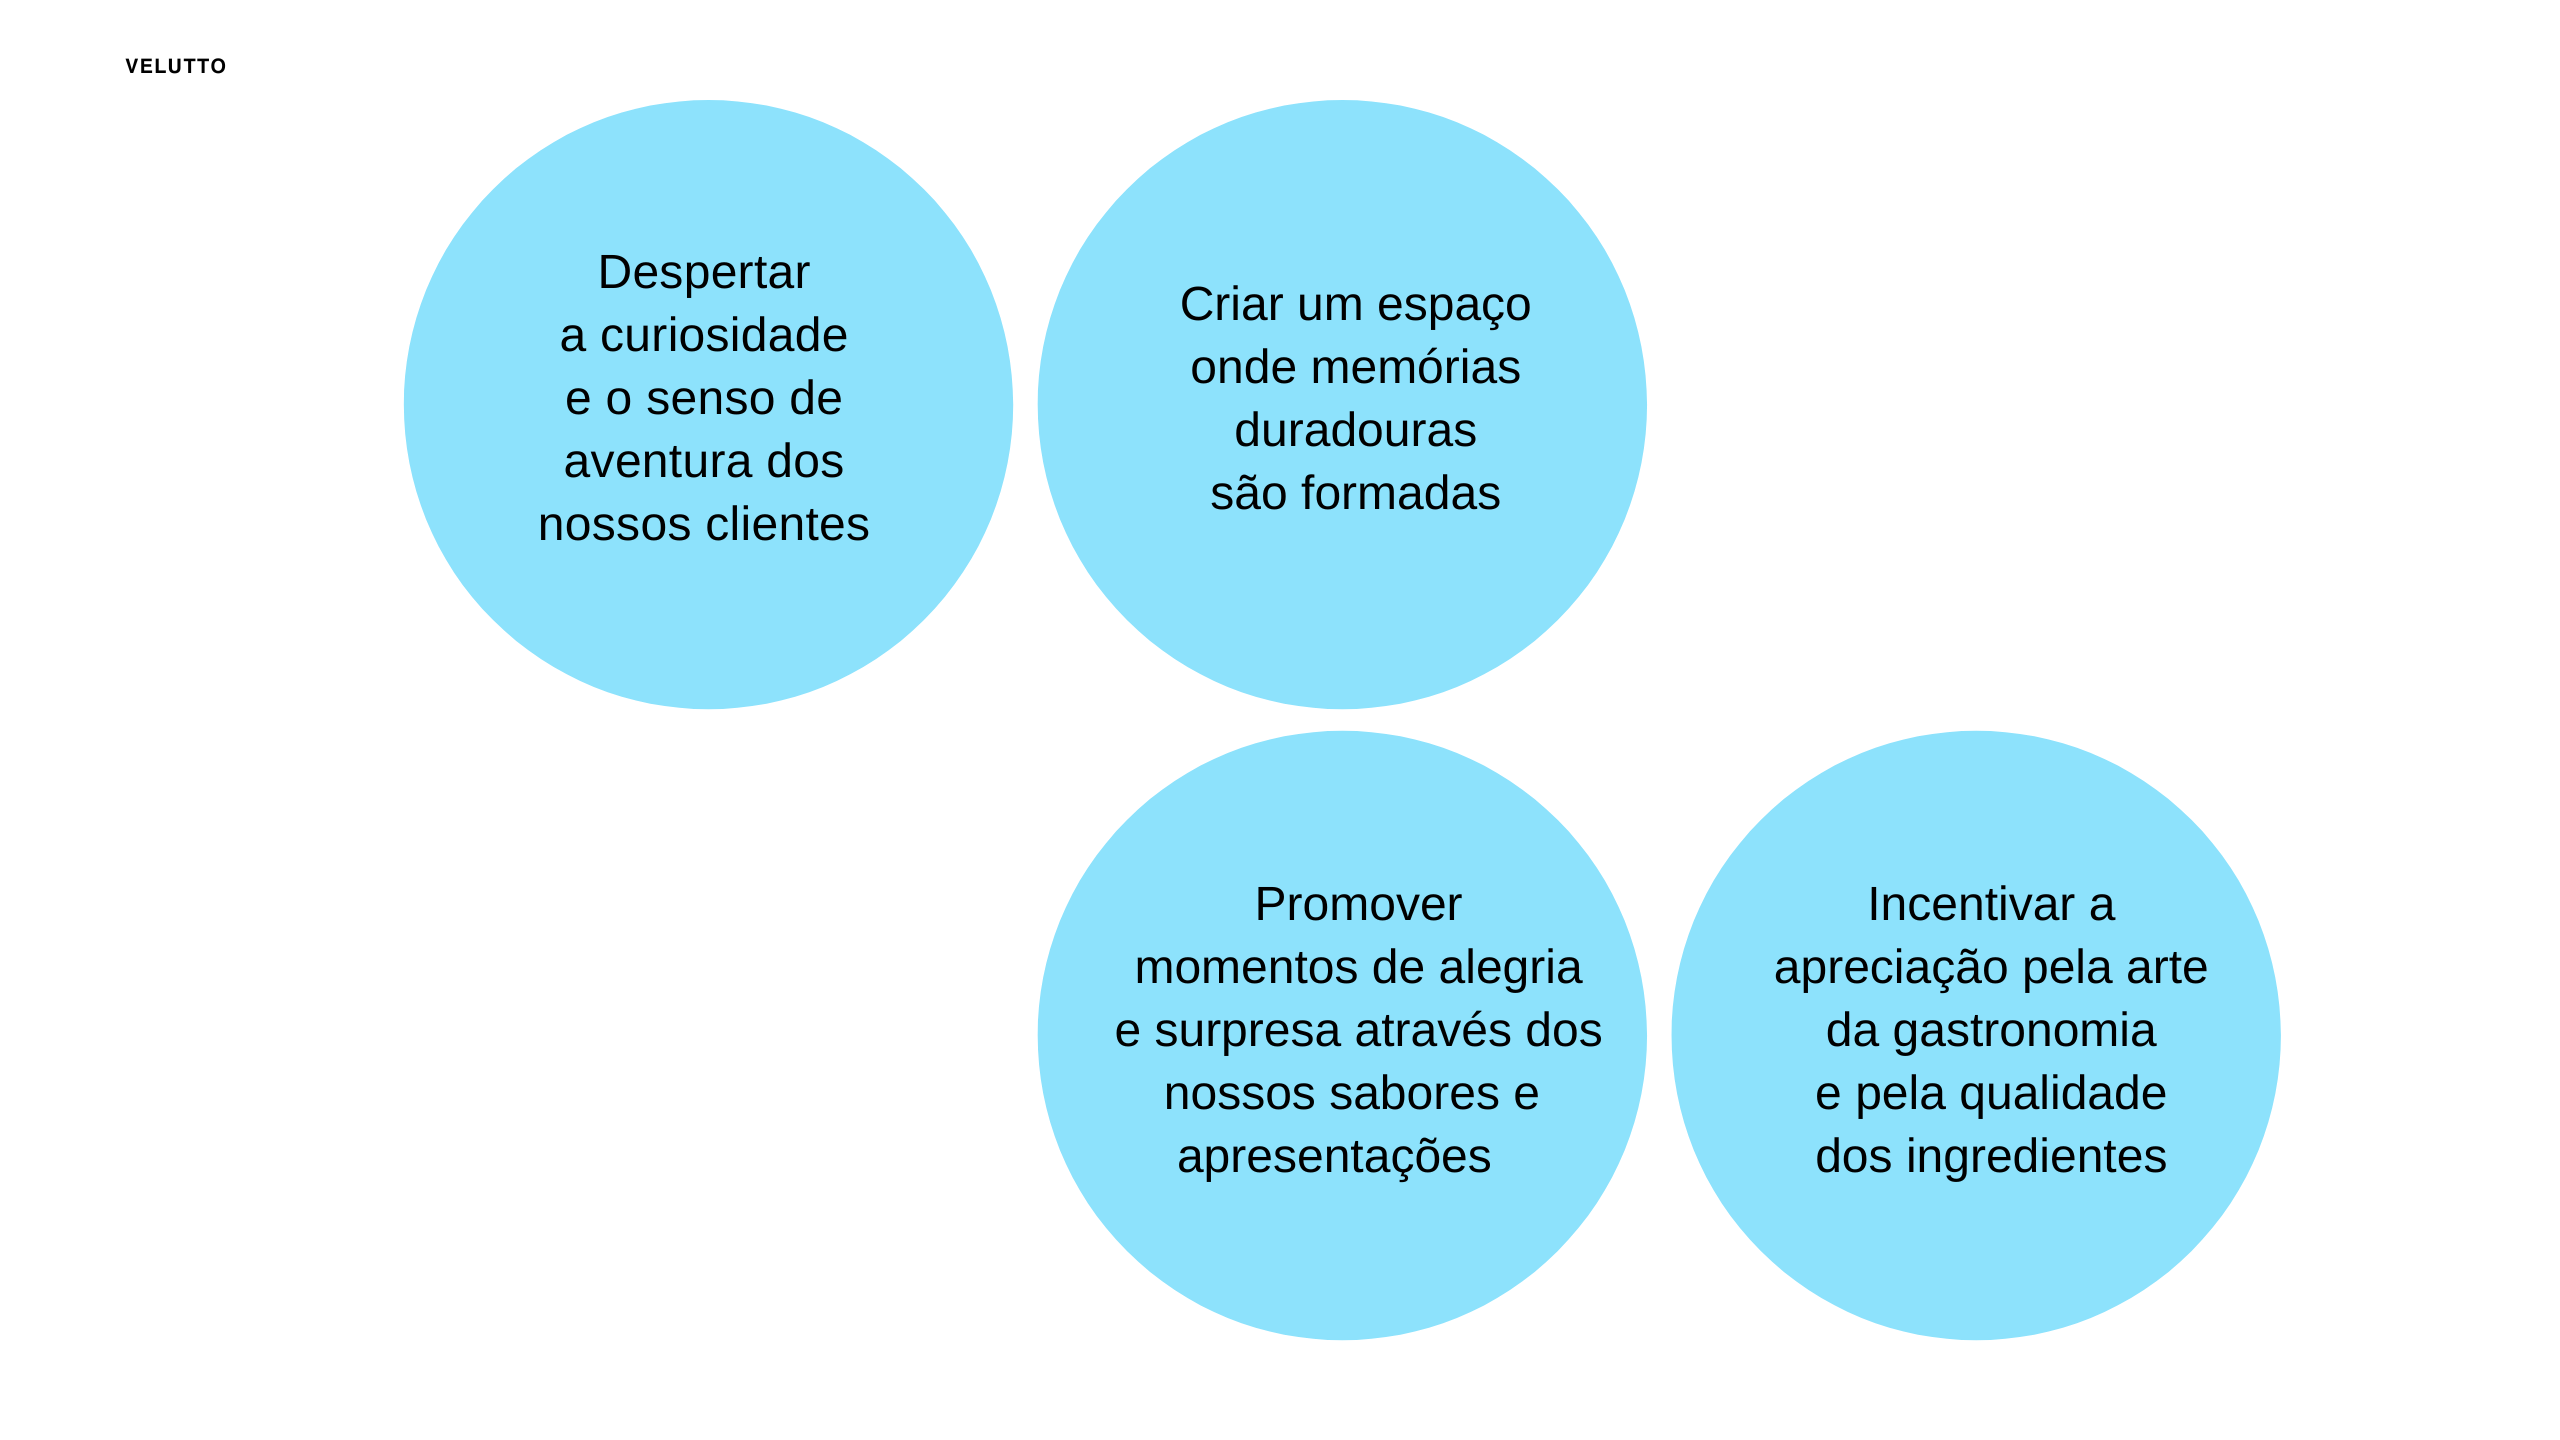 VELUTTO
Despertar
a curiosidade
e o senso de
aventura dos
nossos clientes
Criar um espaço
onde memórias
duradouras
são formadas
Promover
momentos de alegria
e surpresa através dos
nossos sabores e
apresentações
Incentivar a
apreciação pela arte
da gastronomia
e pela qualidade
dos ingredientes